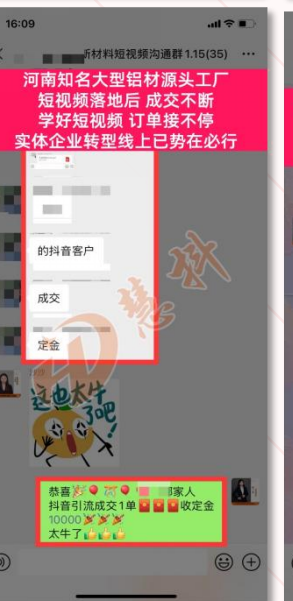 16:09
新材料短视频沟通群1.15(35) ...
河南知名大型铝材源头工厂
短视频落地后 成交不断
学好短视频 订单接不停
实体企业转型线上已势在必行
的抖音客户
成交
定金
慧抖
这也太牛
了吧!
恭喜 家人
抖音引流成交1单 收定金
10000
太牛了